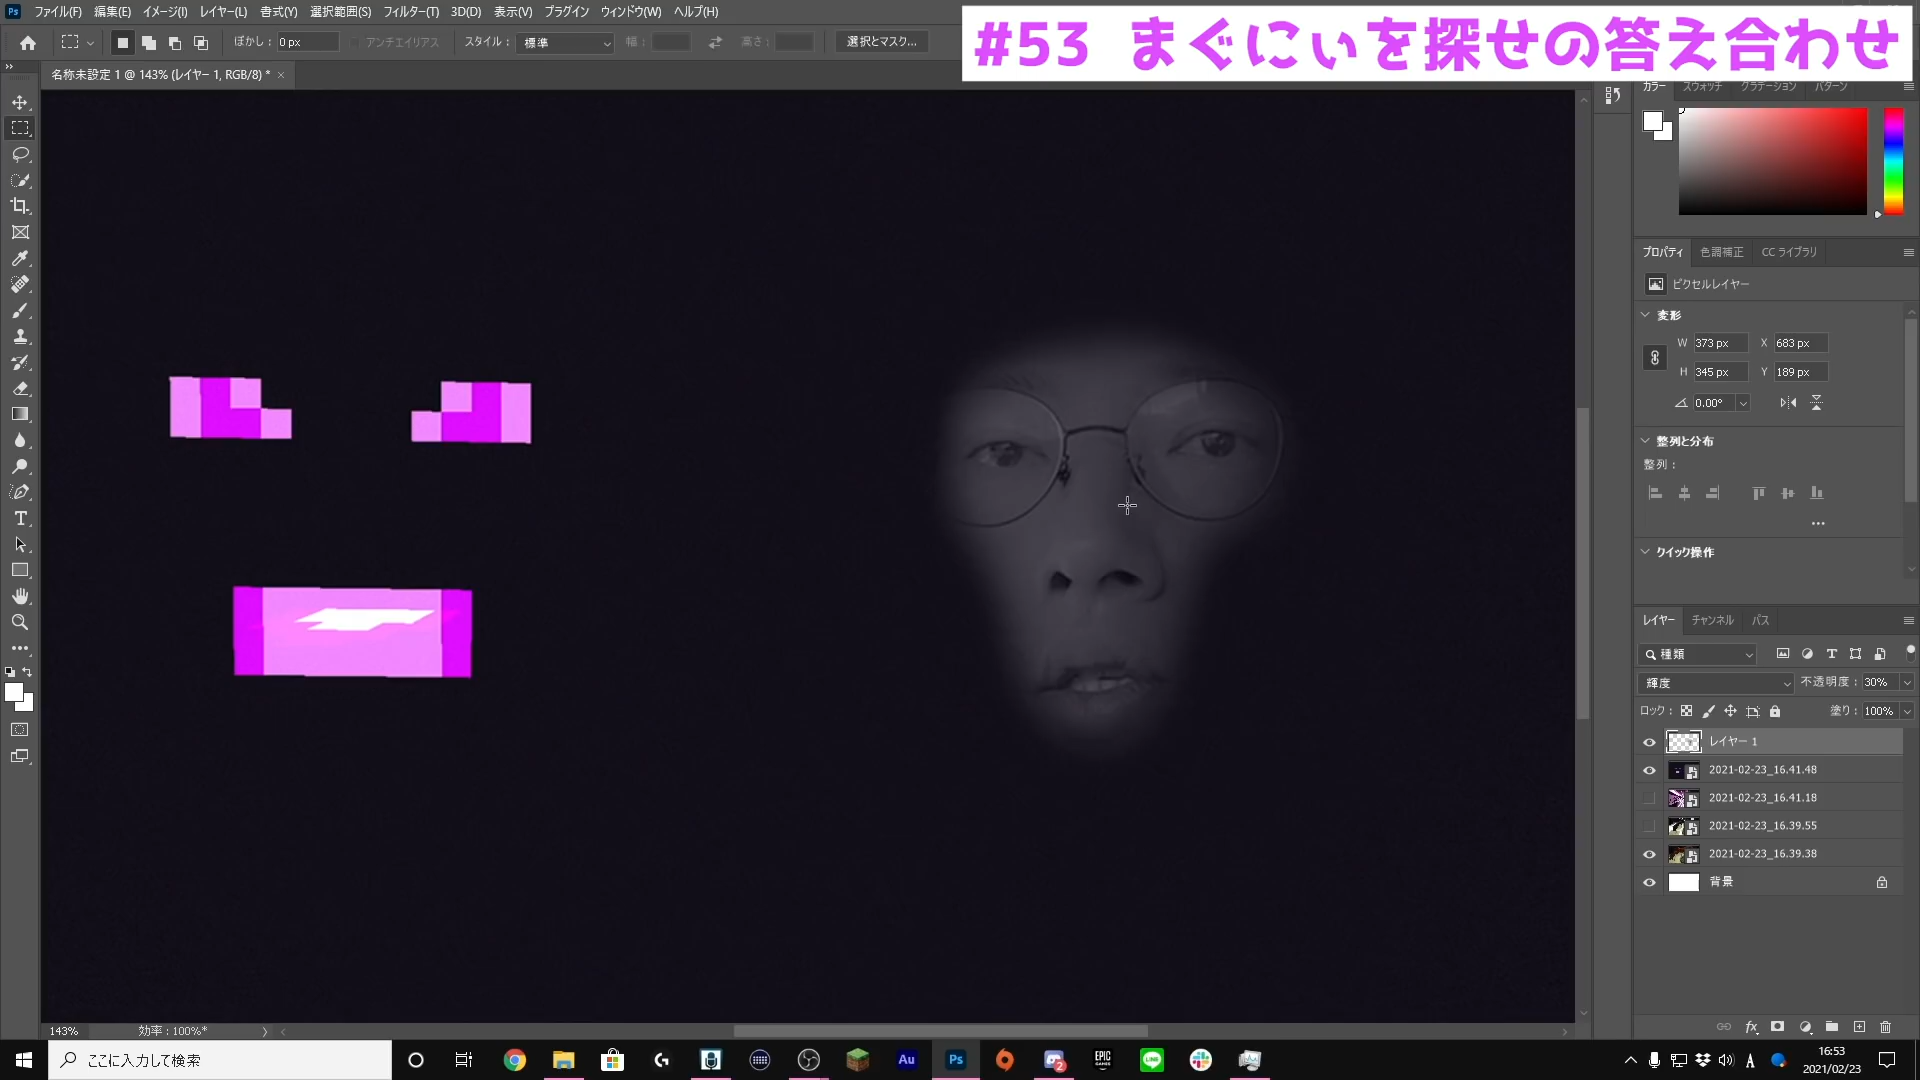 ファイル(F) 編集(E) イメージ(I) レイヤー(L) 書式(Y) 選択範囲(S) フィルター(T) 3D(D) 表示(V) プラグイン ウィンドウ(W) ヘルプ(H)
#53 まぐにぃを探せの答え合わせ
ぼかし: 0 px アンチエイリアス スタイル: 標準 幅: 高さ: 選択とマスク...
名称未設定 1 @ 143% (レイヤー 1, RGB/8) *
カラー スウォッチ グラデーション パターン
プロパティ 色調補正 CC ライブラリ
ピクセルレイヤー
変形
W 373 px X 683 px
H 345 px Y 189 px
0.00°
整列と分布
整列:
クイック操作
レイヤー チャンネル パス
種類
輝度 不透明度: 30%
ロック: 塗り: 100%
レイヤー 1
2021-02-23_16.41.48
2021-02-23_16.41.18
2021-02-23_16.39.55
2021-02-23_16.39.38
背景
143% 効率: 100%*
ここに入力して検索
Au
Ps
EPIC GAMES
LINE
2
A
16:53
2021/02/23